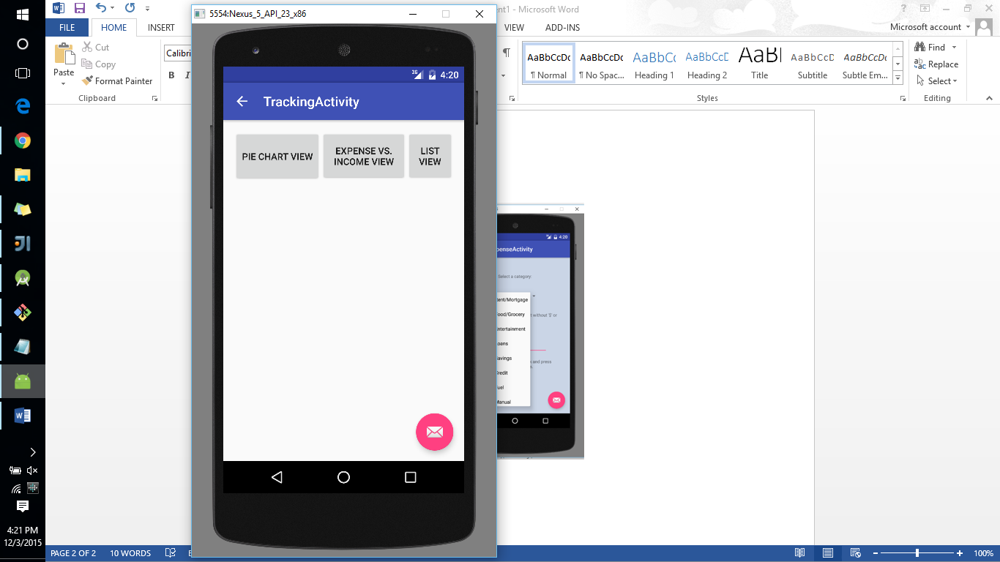 5554:Nexus_5_API_23_x86
ent1 - Microsoft Word
FILE
HOME
INSERT
VIEW
ADD-INS
Microsoft account
Paste
Cut
Copy
Format Painter
Clipboard
Calibri
B I
AaBbCcDc
¶ Normal
AaBbCcDc
¶ No Spac...
AaBbCc
Heading 1
AaBbCcD
Heading 2
AaBl
Title
AaBbCcD
Subtitle
AaBbCcDc
Subtle Em...
Styles
Find
Replace
Select
Editing
3G 4:20
TrackingActivity
PIE CHART VIEW
EXPENSE VS.
INCOME VIEW
LIST
VIEW
4:20
penseActivity
Select a category:
ent/Mortgage
ood/Grocery
t without '$' or
ntertainment
oans
avings
s and press
redit
uel
Manual
4:21 PM
12/3/2015
PAGE 2 OF 2
10 WORDS
100%